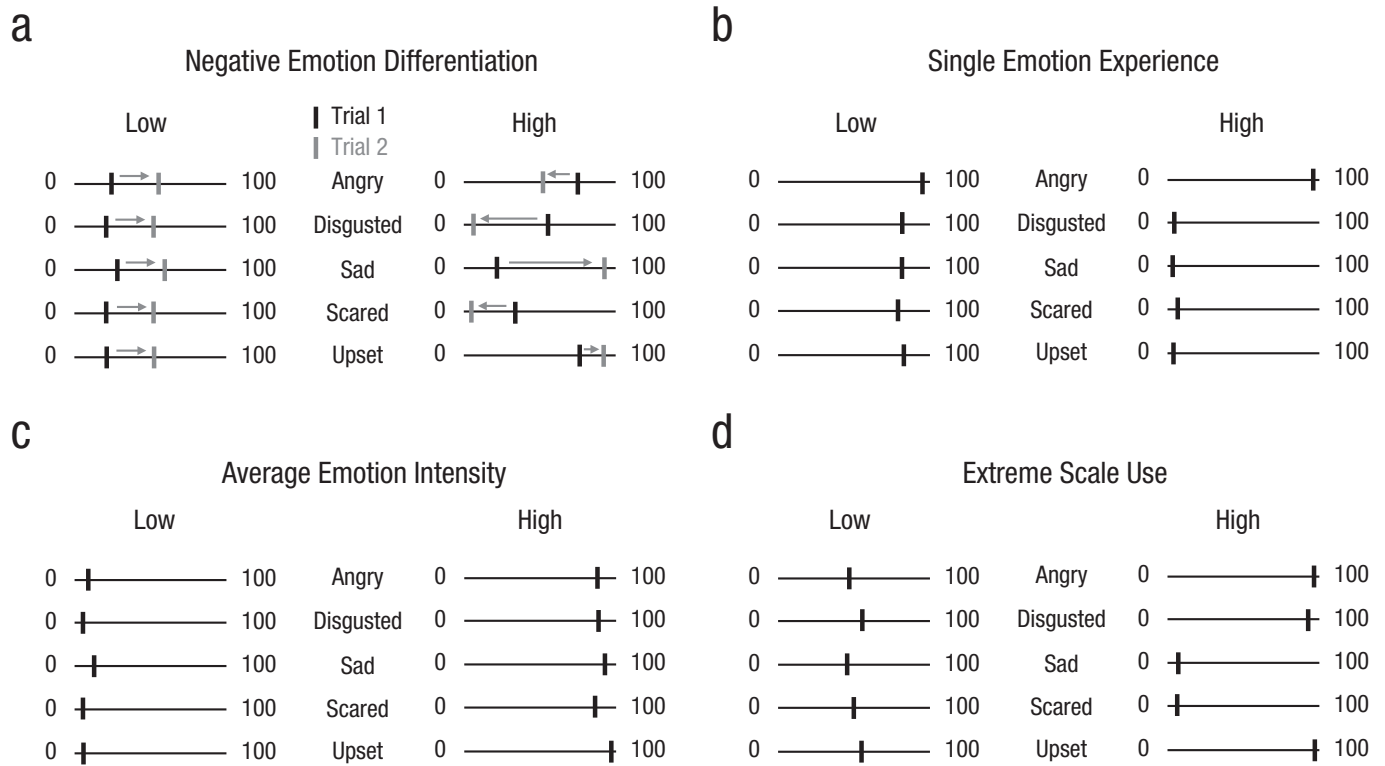 a
Negative Emotion Differentiation
Low
Trial 1
Trial 2
High
0 100 Angry 0 100
0 100 Disgusted 0 100
0 100 Sad 0 100
0 100 Scared 0 100
0 100 Upset 0 100
b
Single Emotion Experience
Low High
0 100 Angry 0 100
0 100 Disgusted 0 100
0 100 Sad 0 100
0 100 Scared 0 100
0 100 Upset 0 100
c
Average Emotion Intensity
Low High
0 100 Angry 0 100
0 100 Disgusted 0 100
0 100 Sad 0 100
0 100 Scared 0 100
0 100 Upset 0 100
d
Extreme Scale Use
Low High
0 100 Angry 0 100
0 100 Disgusted 0 100
0 100 Sad 0 100
0 100 Scared 0 100
0 100 Upset 0 100